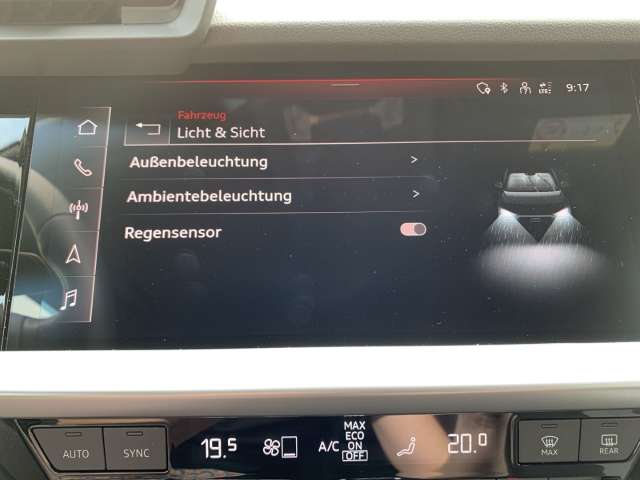 9:17
Fahrzeug
Licht & Sicht
Außenbeleuchtung >
Ambientebeleuchtung >
Regensensor
AUTO
SYNC
19.5
A/C
MAX
ECO
ON
OFF
20.0
MAX
REAR